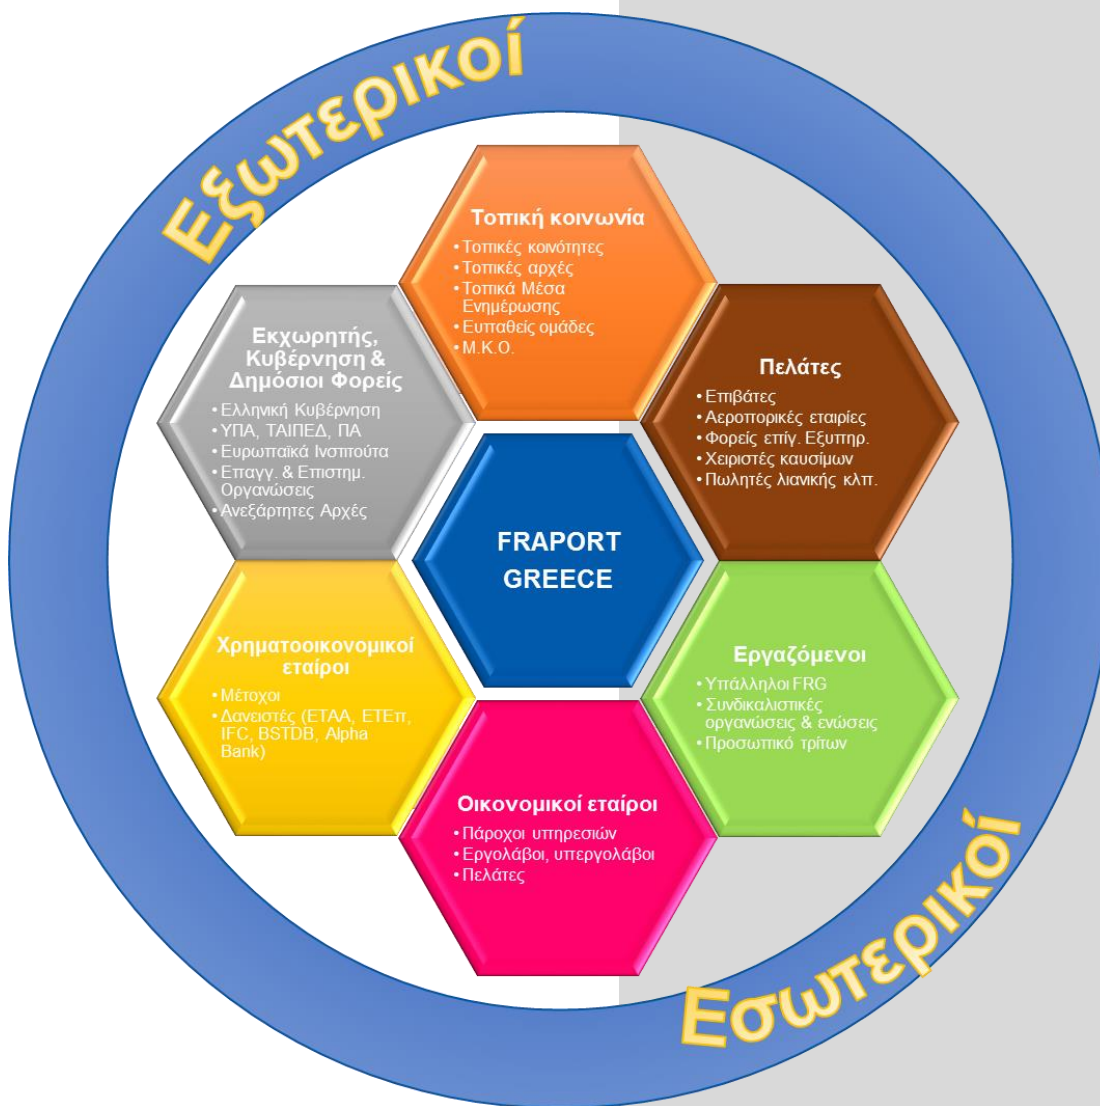 Εξωτερικοί
Τοπική κοινωνία
• Τοπικές κοινότητες
• Τοπικές αρχές
• Τοπικά Μέσα
Ενημέρωσης
• Ευπαθείς ομάδες
• Μ.Κ.Ο.
Εκχωρητής,
Κυβέρνηση &
Δημόσιοι Φορείς
• Ελληνική Κυβέρνηση
• ΥΠΑ, ΤΑΙΠΕΔ, ΠΑ
• Ευρωπαϊκά Ινσπιτούτα
• Επαγγ. & Επιστημ.
Οργανώσεις
• Ανεξάρτητες Αρχές
Πελάτες
• Επιβάτες
• Αεροπορικές εταιρίες
• Φορείς επίγ. Εξυπηρ.
• Χειριστές καυσίμων
• Πωλητές λιανικής κλπ.
FRAPORT
GREECE
Χρηματοοικονομικοί
εταίροι
• Μέτοχοι
• Δανειστές (ΕΤΑΑ, ΕΤΕπ,
IFC, BSTDB, Alpha
Bank)
Εργαζόμενοι
• Υπάλληλοι FRG
• Συνδικαλιστικές
οργανώσεις & ενώσεις
• Προσωπικό τρίτων
Οικονομικοί εταίροι
• Πάροχοι υπηρεσιών
• Εργολάβοι, υπεργολάβοι
• Πελάτες
Εσωτερικοί